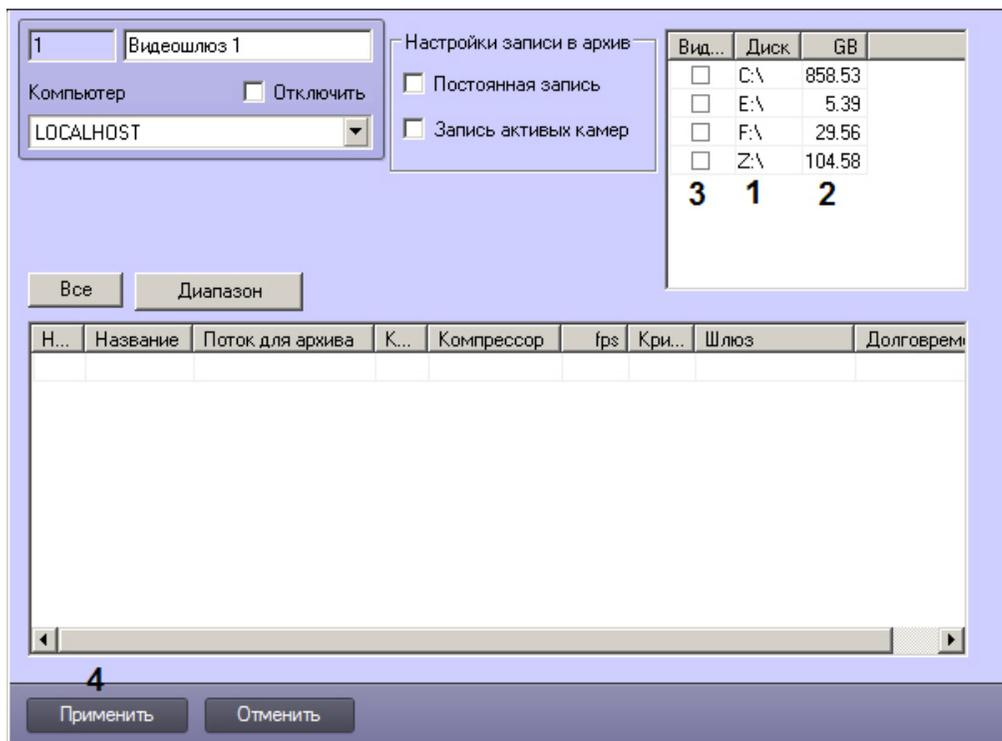 1
Видеошлюз 1
Компьютер
Отключить
LOCALHOST
Настройки записи в архив
Постоянная запись
Запись активных камер
Вид... Диск GB
C:\ 858.53
E:\ 5.39
F:\ 29.56
Z:\ 104.58
3 1 2
Все Диапазон
Н... Название Поток для архива К... Компрессор fps Кри... Шлюз Долговреме
4
Применить Отменить